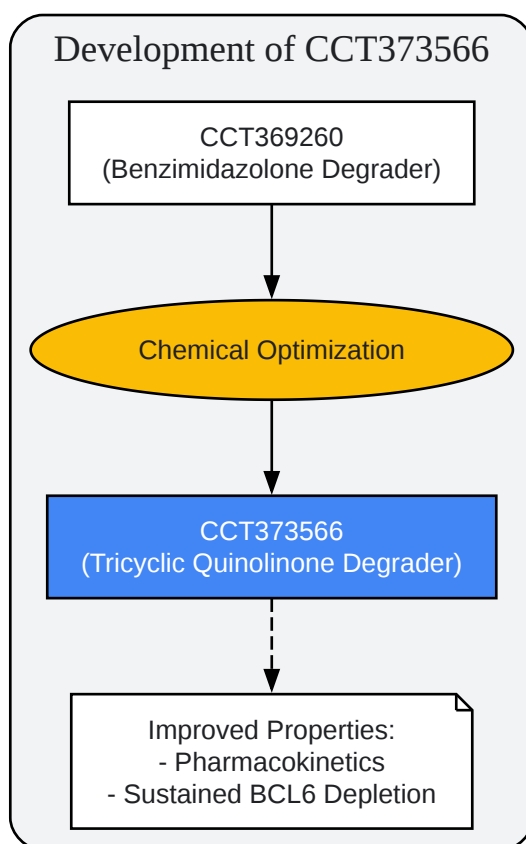 Development of CCT373566
CCT369260
(Benzimidazolone Degrader)
Chemical Optimization
CCT373566
(Tricyclic Quinolinone Degrader)
Improved Properties:
- Pharmacokinetics
- Sustained BCL6 Depletion